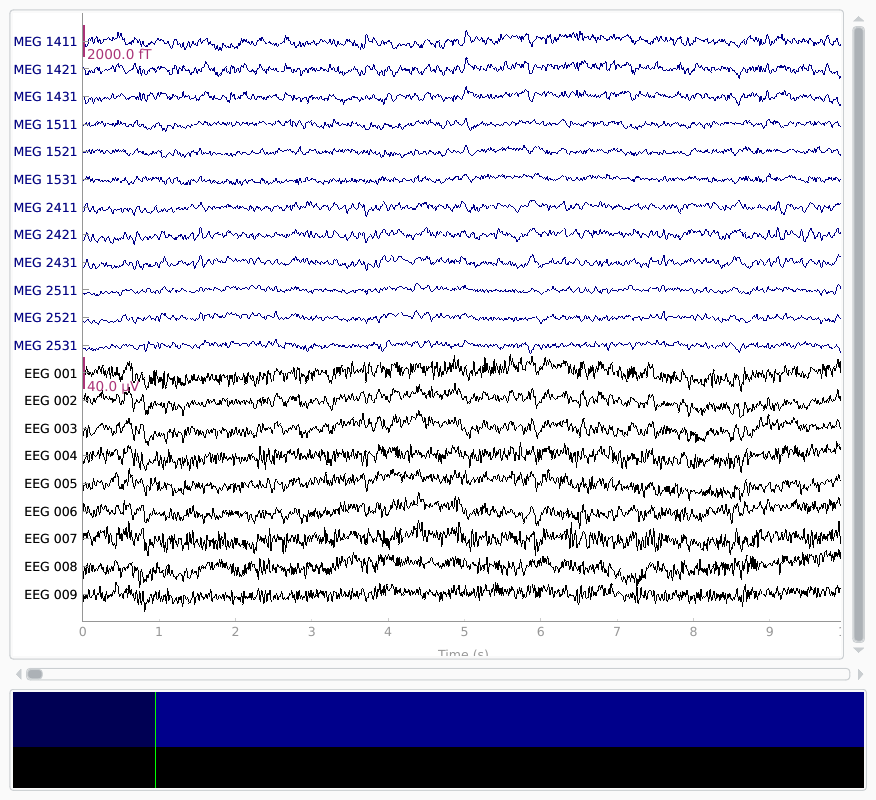 MEG 1411
2000.0 fT
MEG 1421
MEG 1431
MEG 1511
MEG 1521
MEG 1531
MEG 2411
MEG 2421
MEG 2431
MEG 2511
MEG 2521
MEG 2531
EEG 001
40.0 µV
EEG 002
EEG 003
EEG 004
EEG 005
EEG 006
EEG 007
EEG 008
EEG 009
0 1 2 3 4 5 6 7 8 9
Time (s)